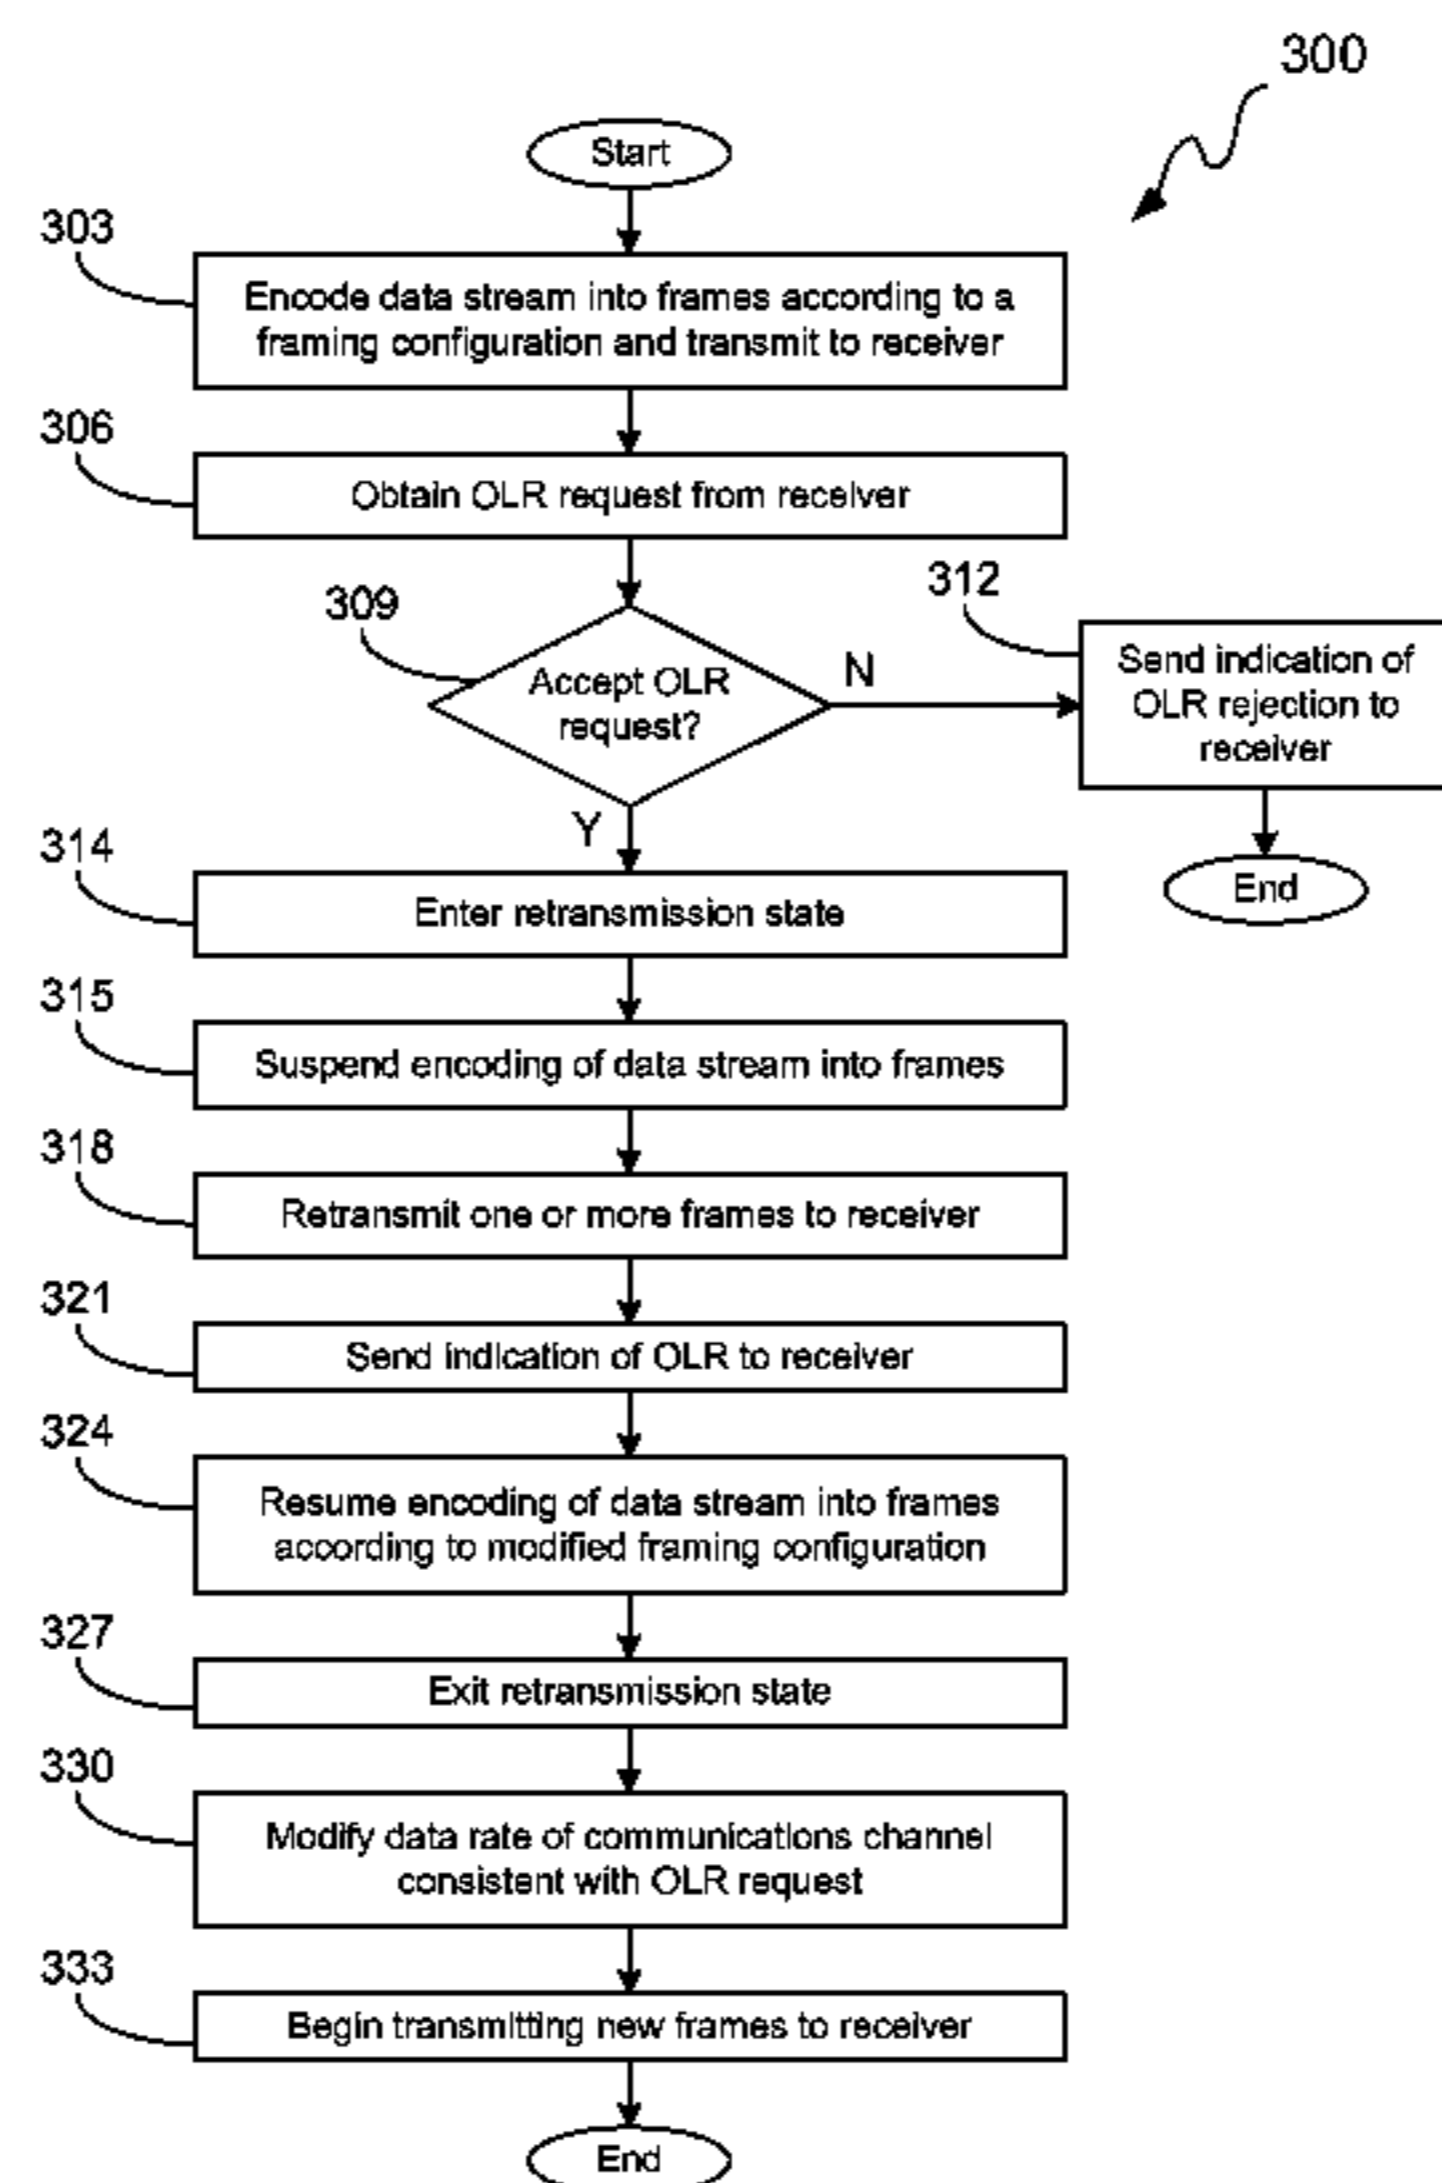 300
Start
303
Encode data stream into frames according to a
framing configuration and transmit to receiver
306
Obtain OLR request from receiver
309
Accept OLR
request?
N
312
Send indication of
OLR rejection to
receiver
End
Y
314
Enter retransmission state
315
Suspend encoding of data stream into frames
318
Retransmit one or more frames to receiver
321
Send indication of OLR to receiver
324
Resume encoding of data stream into frames
according to modified framing configuration
327
Exit retransmission state
330
Modify data rate of communications channel
consistent with OLR request
333
Begin transmitting new frames to receiver
End